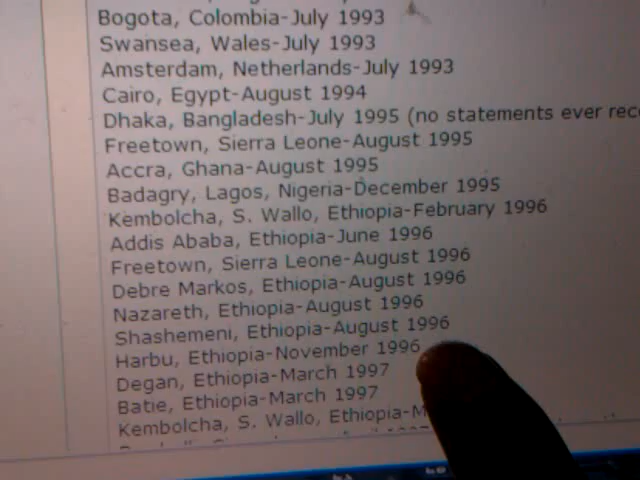 Bogota, Colombia-July 1993
Swansea, Wales-July 1993
Amsterdam, Netherlands-July 1993
Cairo, Egypt-August 1994
Dhaka, Bangladesh-July 1995 (no statements ever rec
Freetown, Sierra Leone-August 1995
Accra, Ghana-August 1995
Badagry, Lagos, Nigeria-December 1995
Kembolcha, S. Wallo, Ethiopia-February 1996
Addis Ababa, Ethiopia-June 1996
Freetown, Sierra Leone-August 1996
Debre Markos, Ethiopia-August 1996
Nazareth, Ethiopia-August 1996
Shashemeni, Ethiopia-August 1996
Harbu, Ethiopia-November 1996
Degan, Ethiopia-March 1997
Batie, Ethiopia-March 1997
Kembolcha, S. Wallo, Ethiopia-M